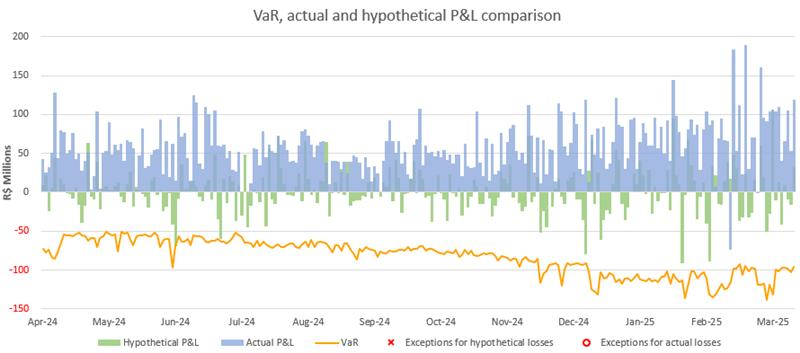 VaR, actual and hypothetical P&L comparison
R$ Millions
200
150
100
50
0
-50
-100
-150
Apr-24 May-24 Jun-24 Jul-24 Aug-24 Sep-24 Oct-24 Nov-24 Dec-24 Jan-25 Feb-25 Mar-25
Hypothetical P&L Actual P&L VaR Exceptions for hypothetical losses Exceptions for actual losses